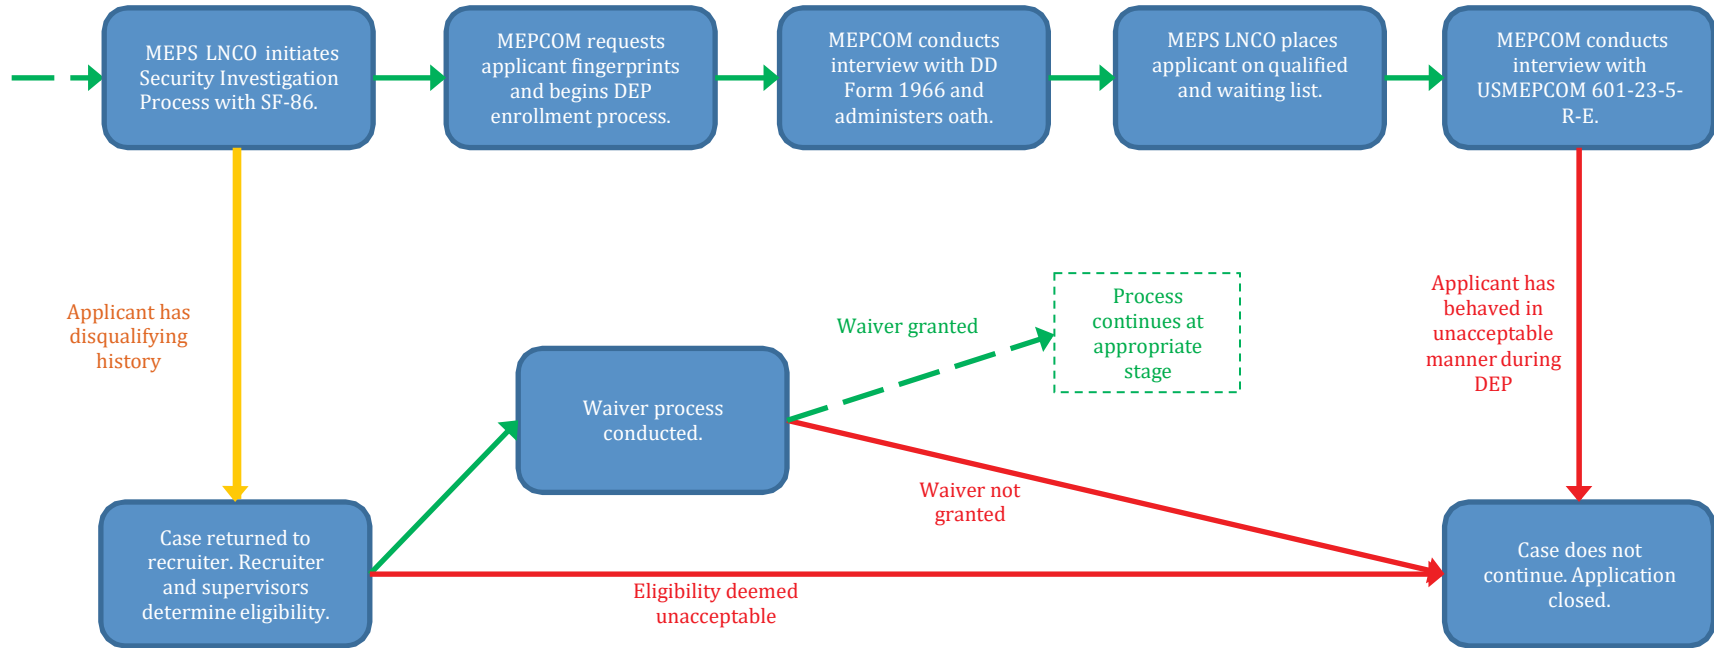 MEPS LNCO initiates
Security Investigation
Process with SF-86.
MEPCOM requests
applicant fingerprints
and begins DEP
enrollment process.
MEPCOM conducts
interview with DD
Form 1966 and
administers oath.
MEPS LNCO places
applicant on qualified
and waiting list.
MEPCOM conducts
interview with
USMEPCOM 601-23-5-
R-E.
Applicant has
disqualifying
history
Waiver granted
Process
continues at
appropriate
stage
Applicant has
behaved in
unacceptable
manner during
DEP
Waiver process
conducted.
Waiver not
granted
Case returned to
recruiter. Recruiter
and supervisors
determine eligibility.
Eligibility deemed
unacceptable
Case does not
continue. Application
closed.